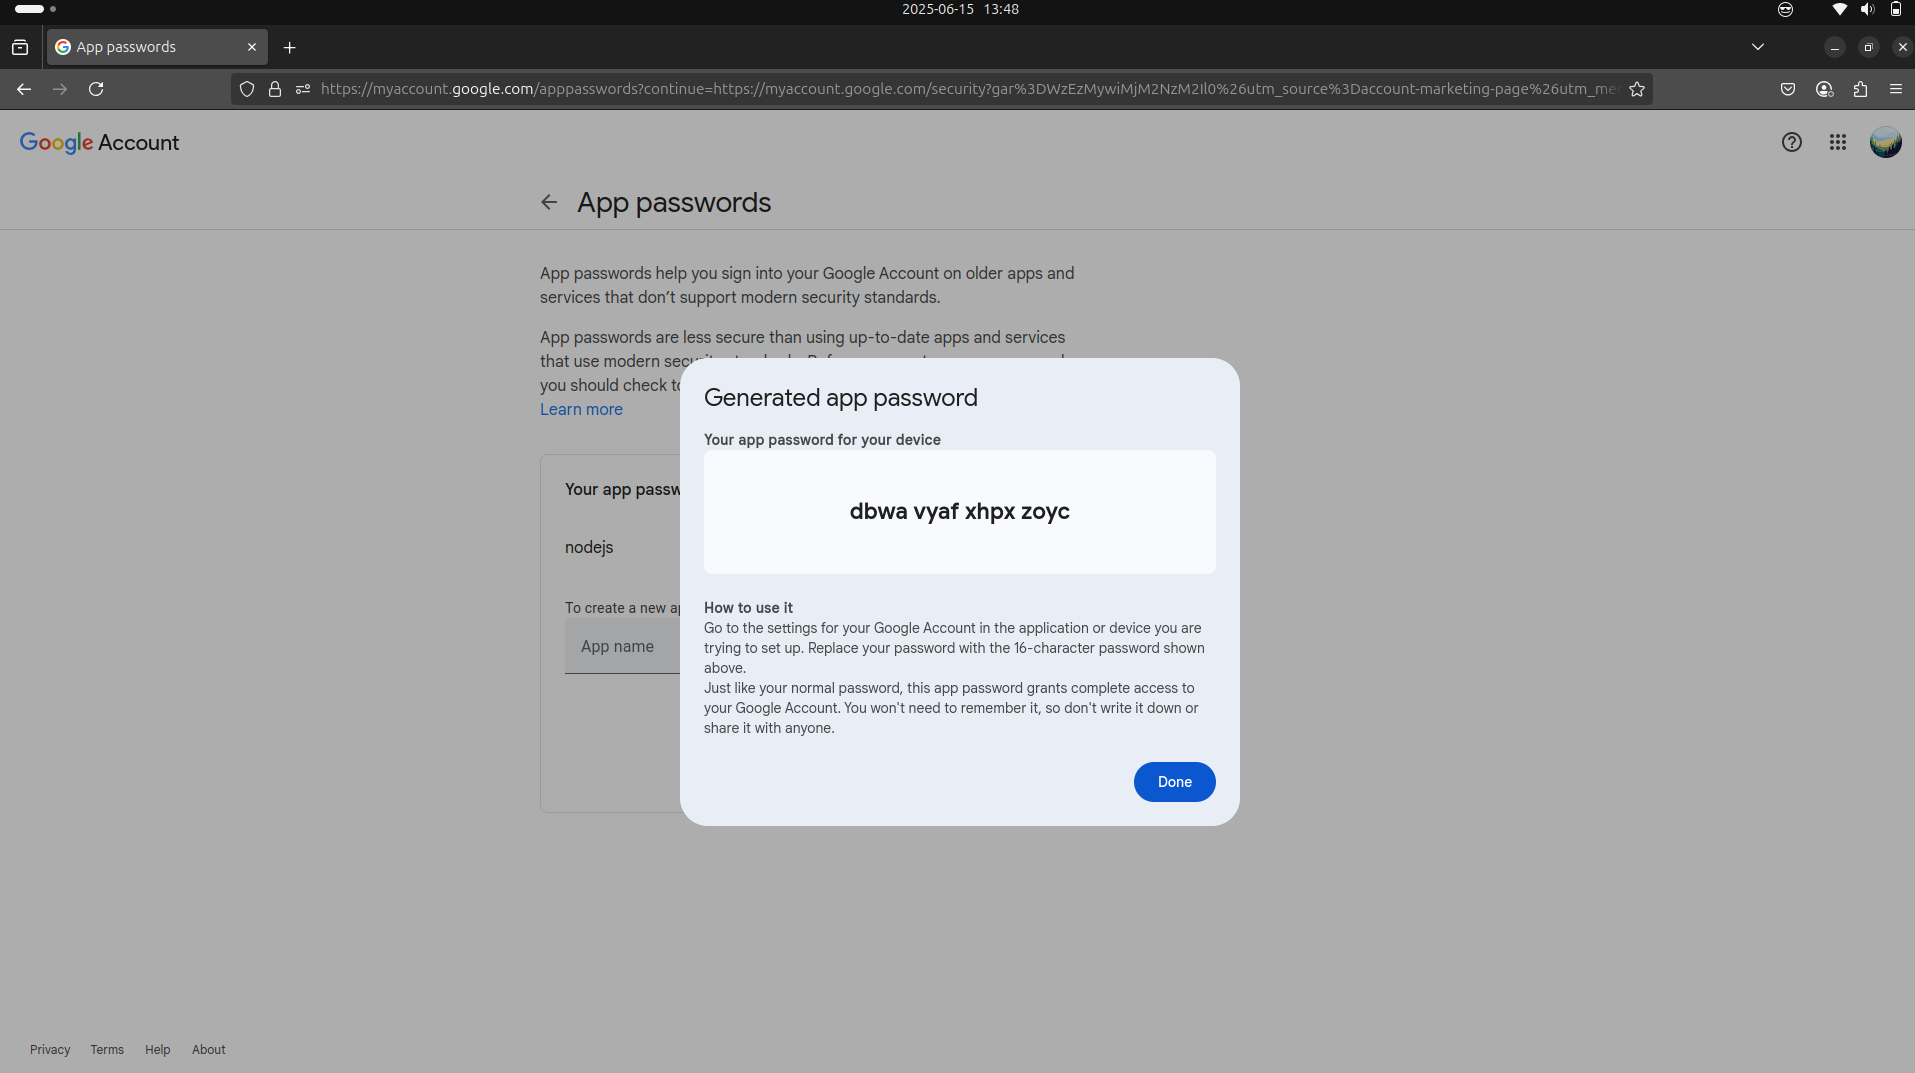 2025-06-15 13:48
App passwords
https://myaccount.google.com/apppasswords?continue=https://myaccount.google.com/security?gar%3DWzEzMywiMjM2NzM2Il0%26utm_source%3Daccount-marketing-page%26utm_me
Google Account
App passwords
App passwords help you sign into your Google Account on older apps and
services that don’t support modern security standards.
App passwords are less secure than using up-to-date apps and services
that use modern
you should check
Learn more
Your app
nodejs
To create a new
App name
Generated app password
Your app password for your device
dbwa vyaf xhpx zoyc
How to use it
Go to the settings for your Google Account in the application or device you are
trying to set up. Replace your password with the 16-character password shown
above.
Just like your normal password, this app password grants complete access to
your Google Account. You won't need to remember it, so don't write it down or
share it with anyone.
Done
Privacy Terms Help About